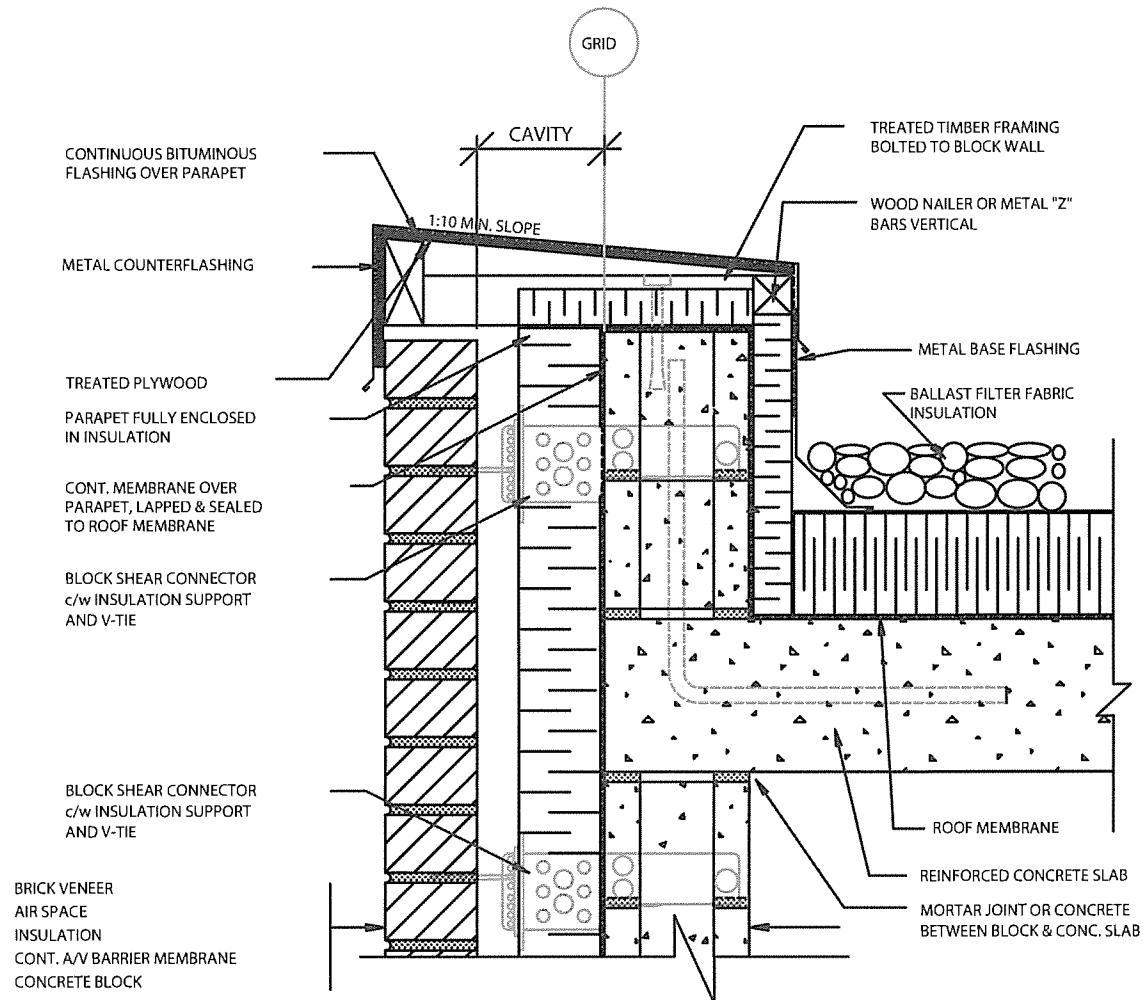 GRID
CAVITY
CONTINUOUS BITUMINOUS
FLASHING OVER PARAPET
1:10 MIN. SLOPE
METAL COUNTERFLASHING
TREATED PLYWOOD
PARAPET FULLY ENCLOSED
IN INSULATION
CONT. MEMBRANE OVER
PARAPET, LAPPED & SEALED
TO ROOF MEMBRANE
BLOCK SHEAR CONNECTOR
c/w INSULATION SUPPORT
AND V-TIE
BLOCK SHEAR CONNECTOR
c/w INSULATION SUPPORT
AND V-TIE
BRICK VENEER
AIR SPACE
INSULATION
CONT. A/V BARRIER MEMBRANE
CONCRETE BLOCK
TREATED TIMBER FRAMING
BOLTED TO BLOCK WALL
WOOD NAILER OR METAL "Z"
BARS VERTICAL
METAL BASE FLASHING
BALLAST FILTER FABRIC
INSULATION
ROOF MEMBRANE
REINFORCED CONCRETE SLAB
MORTAR JOINT OR CONCRETE
BETWEEN BLOCK & CONC. SLAB